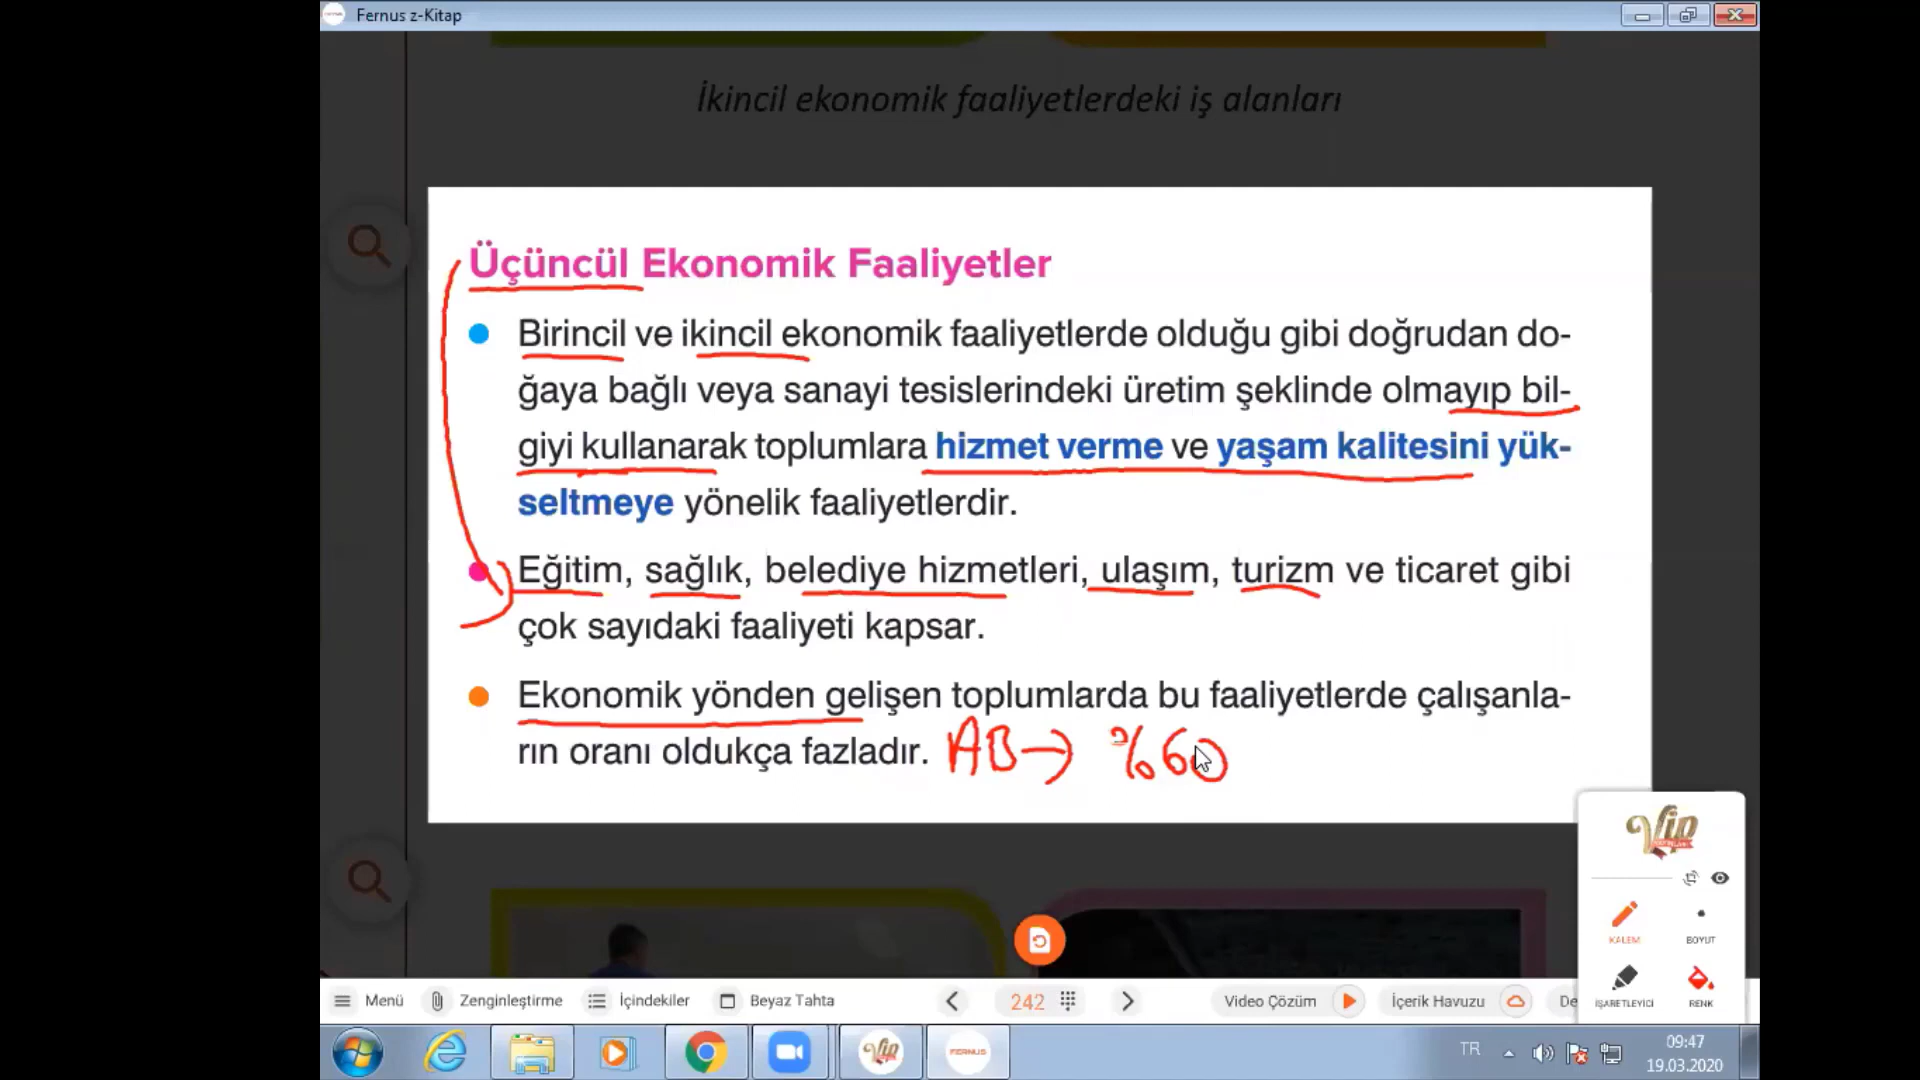 Fernus z-Kitap
İkincil ekonomik faaliyetlerdeki iş alanları
Üçüncül Ekonomik Faaliyetler
Birincil ve ikincil ekonomik faaliyetlerde olduğu gibi doğrudan do-
ğaya bağlı veya sanayi tesislerindeki üretim şeklinde olmayıp bil-
giyi kullanarak toplumlara hizmet verme ve yaşam kalitesini yük-
seltmeye yönelik faaliyetlerdir.
Eğitim, sağlık, belediye hizmetleri, ulaşım, turizm ve ticaret gibi
çok sayıdaki faaliyeti kapsar.
Ekonomik yönden gelişen toplumlarda bu faaliyetlerde çalışanla-
rın oranı oldukça fazladır. AB→ %60
Vip
KALEM BOYUT
İŞARETLEYİCİ RENK
Menü Zenginleştirme İçindekiler Beyaz Tahta 242 Video Çözüm İçerik Havuzu De
Vip FERNUS TR 09:47
19.03.2020